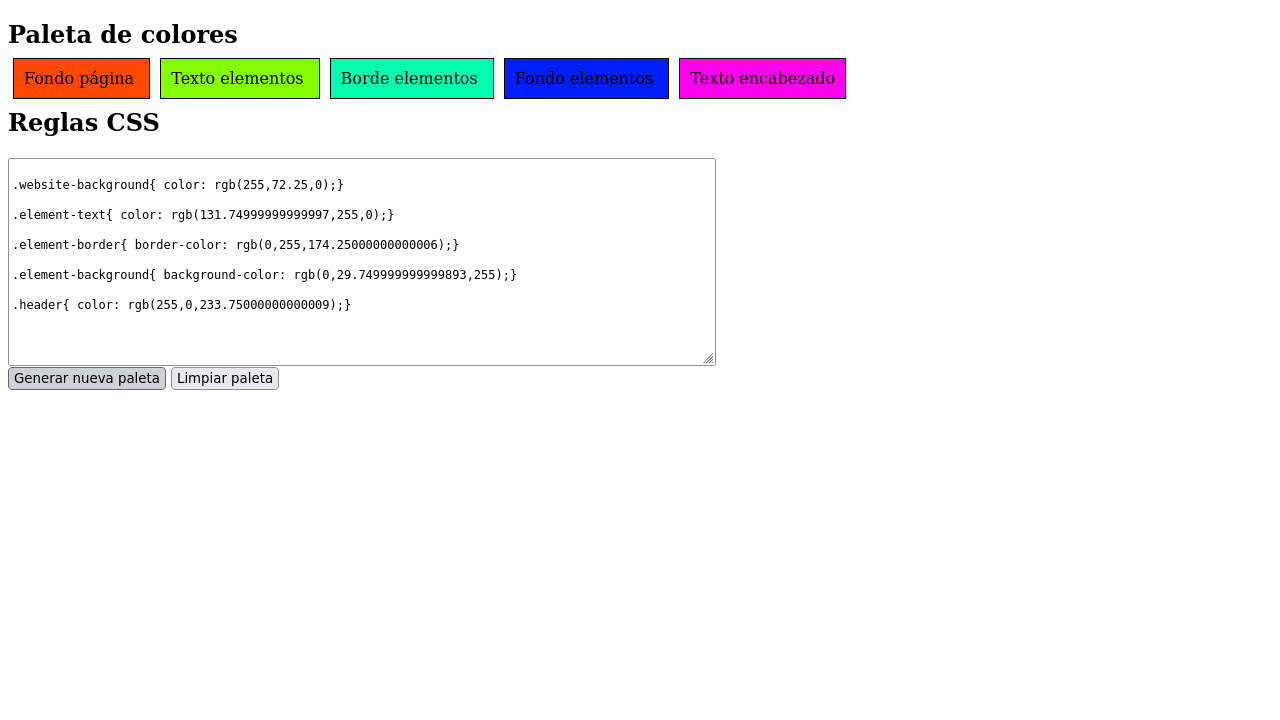 Paleta de colores
Fondo página Texto elementos Borde elementos Fondo elementos Texto encabezado
Reglas CSS
.website-background{ color: rgb(255,72.25,0);}
.element-text{ color: rgb(131.74999999999997,255,0);}
.element-border{ border-color: rgb(0,255,174.25000000000006);}
.element-background{ background-color: rgb(0,29.749999999999893,255);}
.header{ color: rgb(255,0,233.75000000000009);}
Generar nueva paleta Limpiar paleta